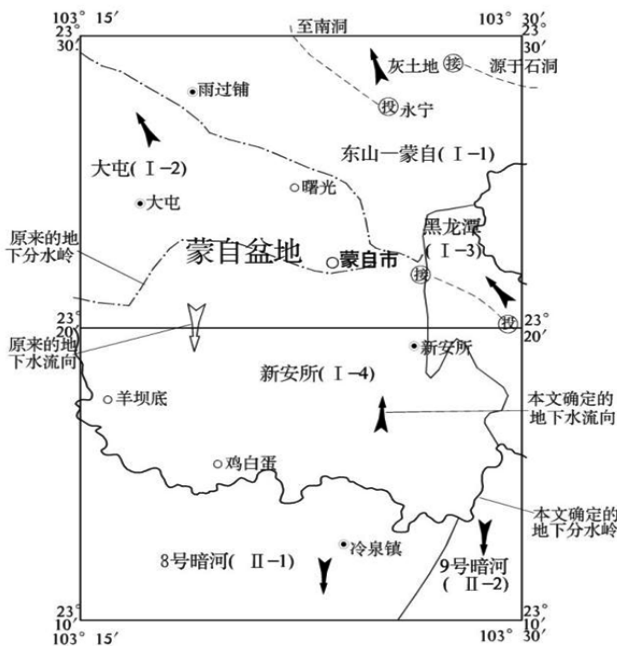 103° 15′
103° 30′
23°
30′
23°
30′
至南洞
灰土地
接
源于石洞
雨过铺
投
永宁
东山—蒙自(Ⅰ-1)
大屯(Ⅰ-2)
曙光
大屯
黑龙潭
(Ⅰ-3)
原来的地
下分水岭
蒙自盆地
蒙自市
接
投
23°
20′
23°
20′
原来的地
下水流向
新安所
新安所(Ⅰ-4)
羊坝底
本文确定的
地下水流向
鸡白蛋
本文确定的
地下分水岭
8号暗河( Ⅱ-1)
冷泉镇
9号暗河
( Ⅱ-2)
23°
10′
23°
10′
103° 15′
103° 30′